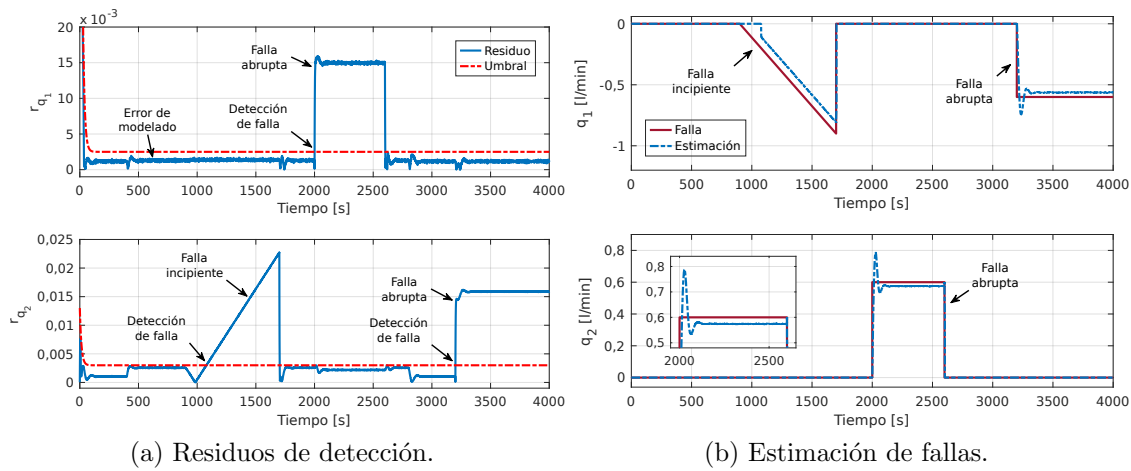 20 x 10⁻³
15
10
5
0
r_q₁
Falla
abrupta
Residuo
Umbral
Error de
modelado
Detección
de falla
0 500 1000 1500 2000 2500 3000 3500 4000
Tiempo [s]
0,025
0,02
0,015
0,01
0,005
0
r_q₂
Falla
incipiente
Detección
de falla
Falla
abrupta
Detección
de falla
0 500 1000 1500 2000 2500 3000 3500 4000
Tiempo [s]
(a) Residuos de detección.
0
-0.5
-1
q₁ [l/min]
Falla
incipiente
Falla
abrupta
Falla
Estimación
0 500 1000 1500 2000 2500 3000 3500 4000
Tiempo [s]
0,8
0,6
0,4
0,2
0
q₂ [l/min]
0,8
0,7
0,6
0,5
2000 2500
Falla
abrupta
0 500 1000 1500 2000 2500 3000 3500 4000
Tiempo [s]
(b) Estimación de fallas.